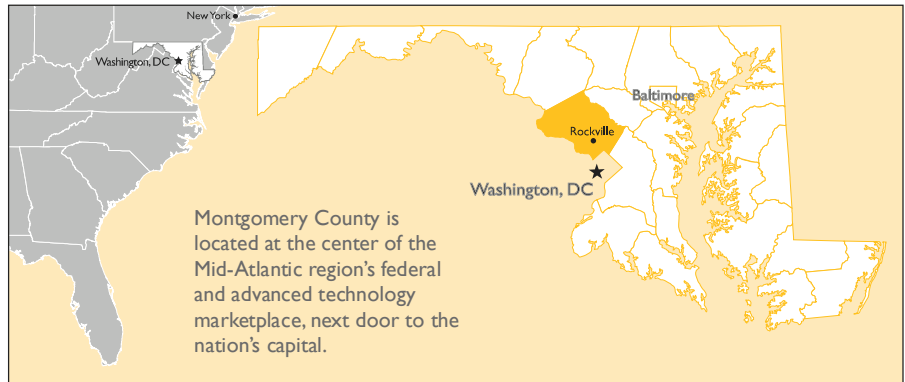 New York
Washington, DC
Baltimore
Rockville
Washington, DC
Montgomery County is
located at the center of the
Mid-Atlantic region's federal
and advanced technology
marketplace, next door to the
nation's capital.